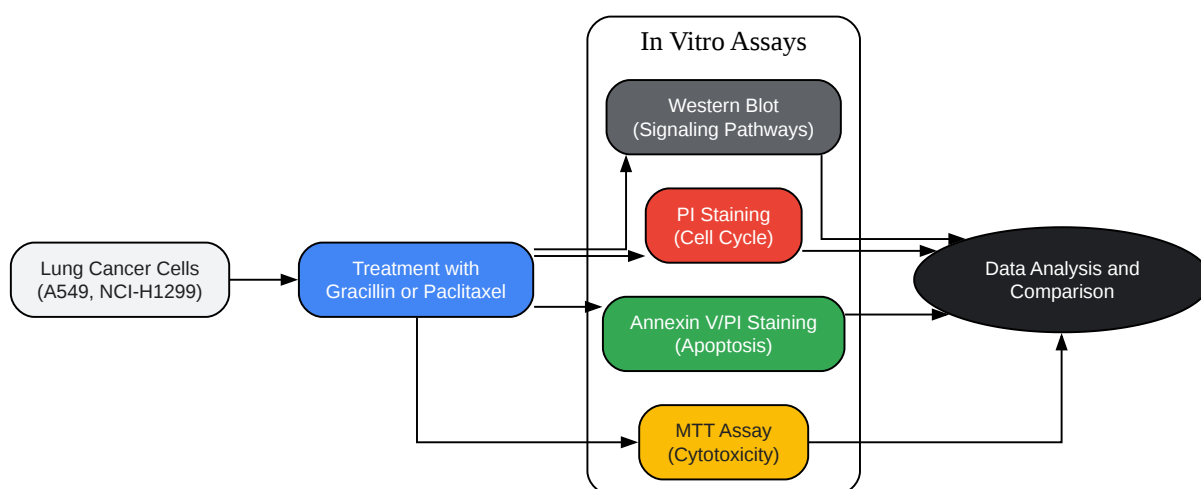 In Vitro Assays
Western Blot
(Signaling Pathways)
PI Staining
(Cell Cycle)
Lung Cancer Cells
(A549, NCI-H1299)
Treatment with
Gracillin or Paclitaxel
Data Analysis and
Comparison
Annexin V/PI Staining
(Apoptosis)
MTT Assay
(Cytotoxicity)